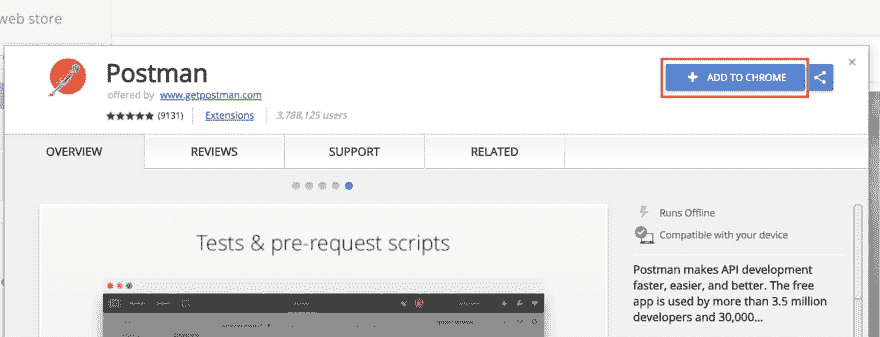 web store
Postman
offered by www.getpostman.com
★★★★★ (9131) Extensions 3,788,125 users
+ ADD TO CHROME
×
OVERVIEW REVIEWS SUPPORT RELATED
Tests & pre-request scripts
Runs Offline
Compatible with your device
Postman makes API development
faster, easier, and better. The free
app is used by more than 3.5 million
developers and 30,000...